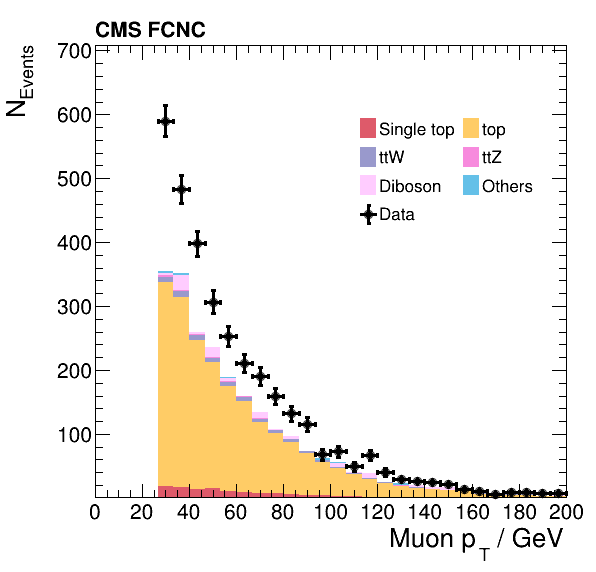 CMS FCNC
N_Events
700
600
500
400
300
200
100
Single top
top
ttW
ttZ
Diboson
Others
Data
0 20 40 60 80 100 120 140 160 180 200
Muon p_T / GeV